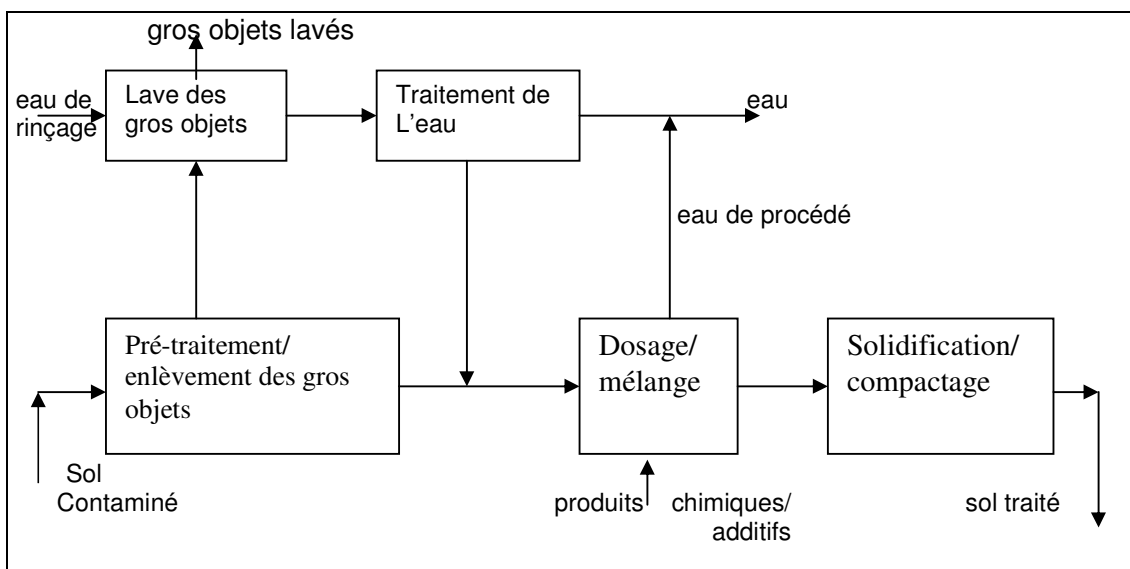 gros objets lavés
eau de
rinçage
Lave des
gros objets
Traitement de
L'eau
eau
eau de procédé
Pré-traitement/
enlèvement des gros
objets
Dosage/
mélange
Solidification/
compactage
Sol
Contaminé
produits chimiques/
additifs
sol traité